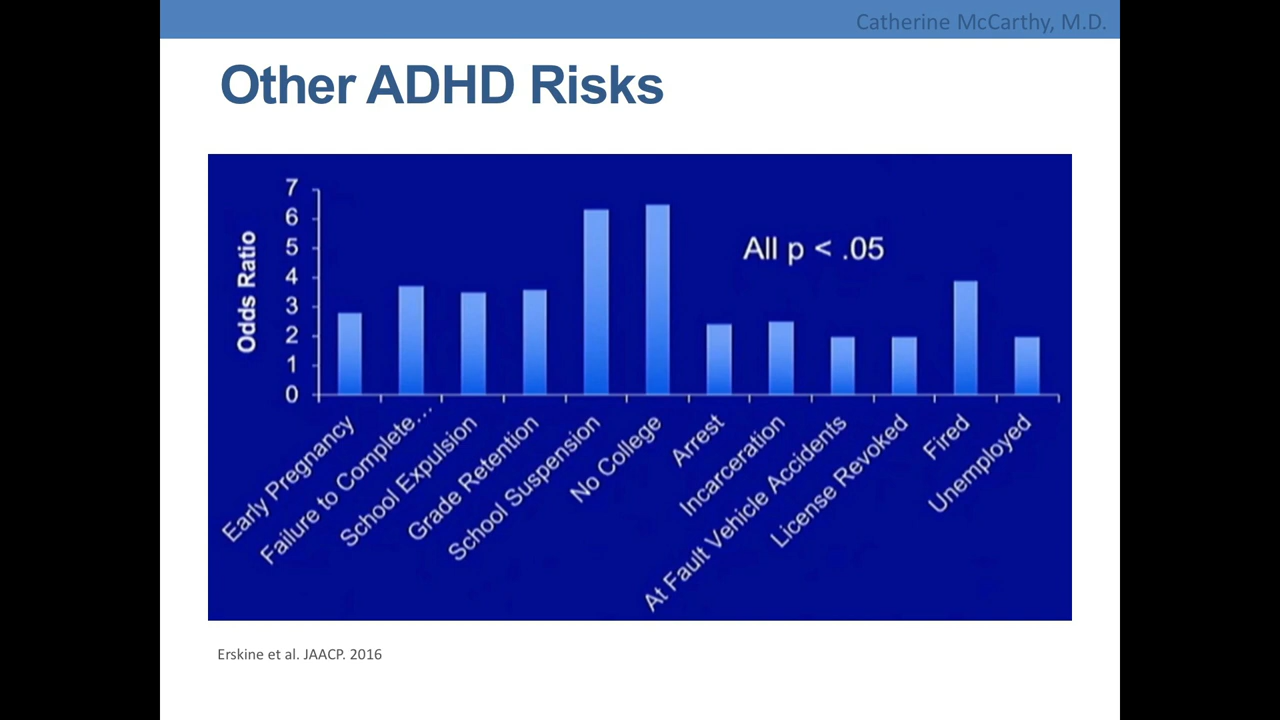 Catherine McCarthy, M.D.
Other ADHD Risks
Odds Ratio
7
6
5
4
3
2
1
0
All p < .05
Early Pregnancy
Failure to Complete...
School Expulsion
Grade Retention
School Suspension
No College
Arrest
Incarceration
At Fault Vehicle Accidents
License Revoked
Fired
Unemployed
Erskine et al. JAACP. 2016